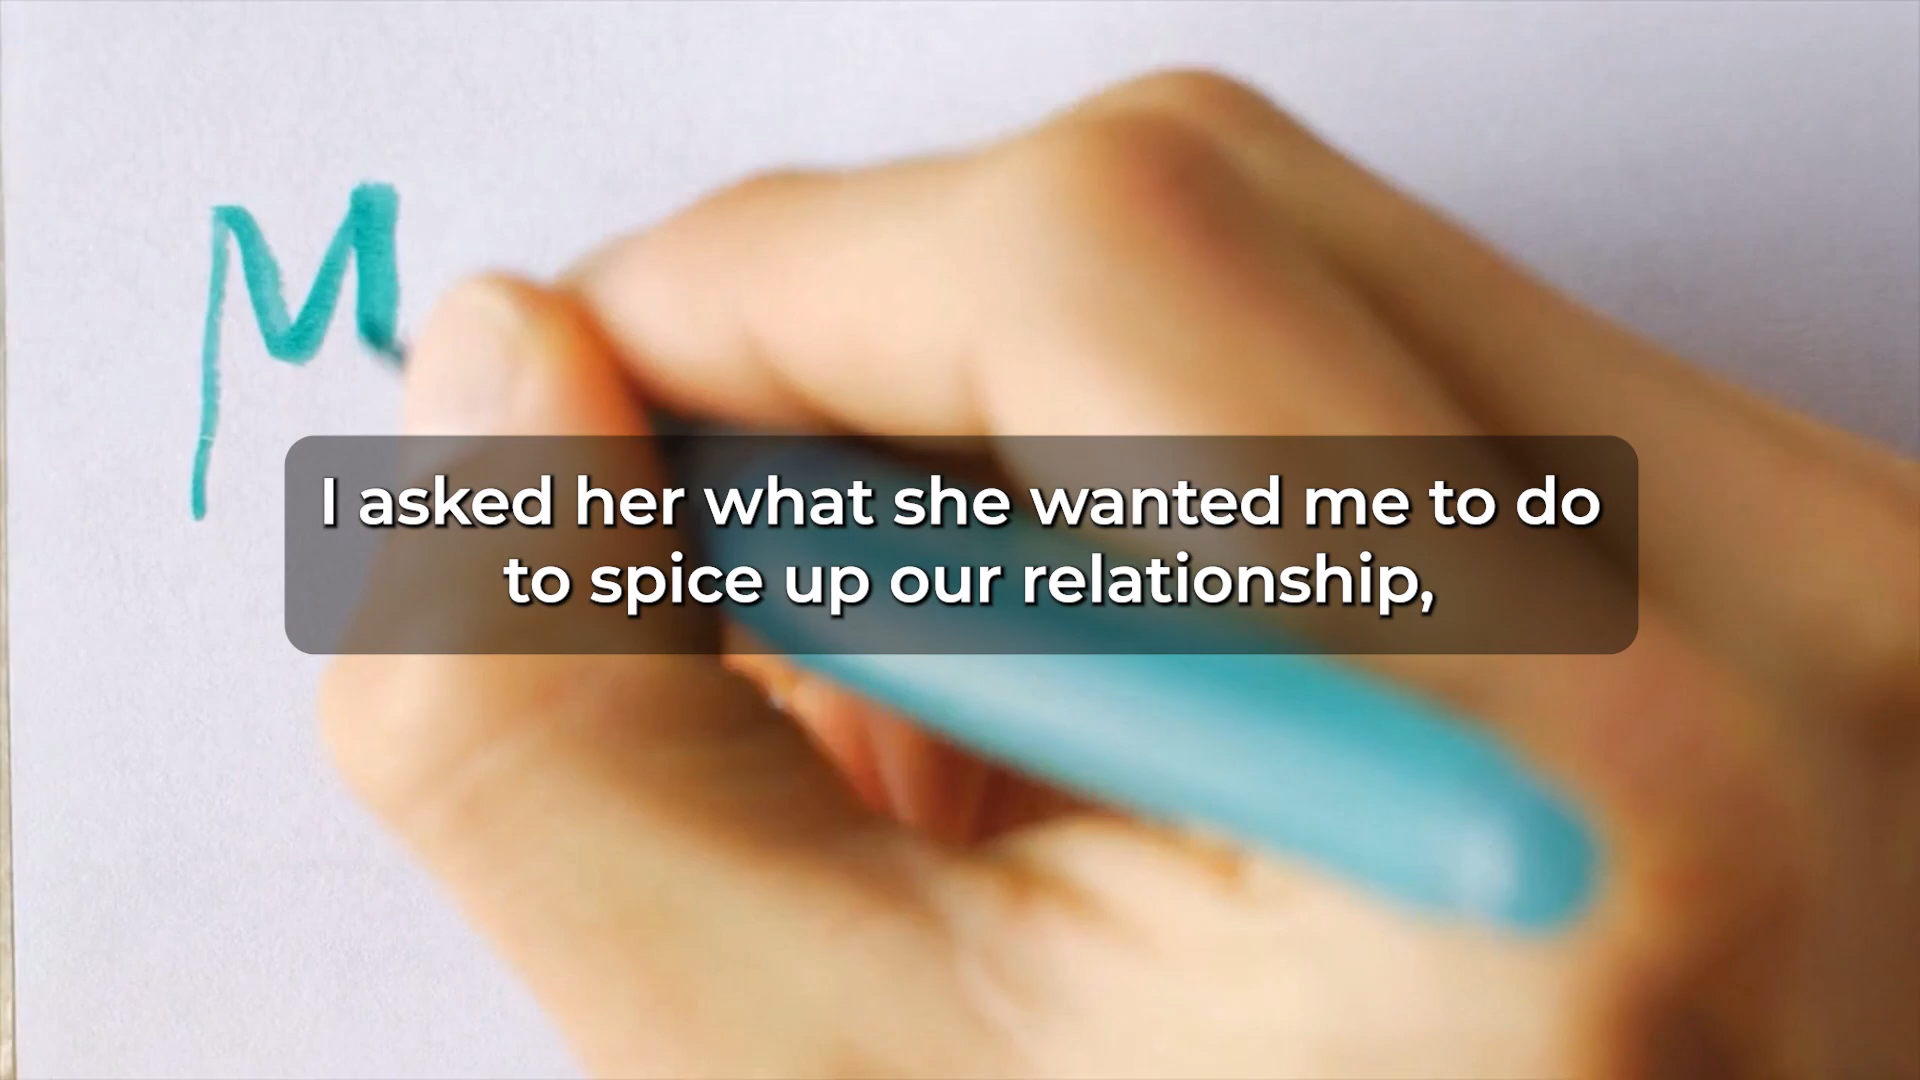 M
I asked her what she wanted me to do
to spice up our relationship,